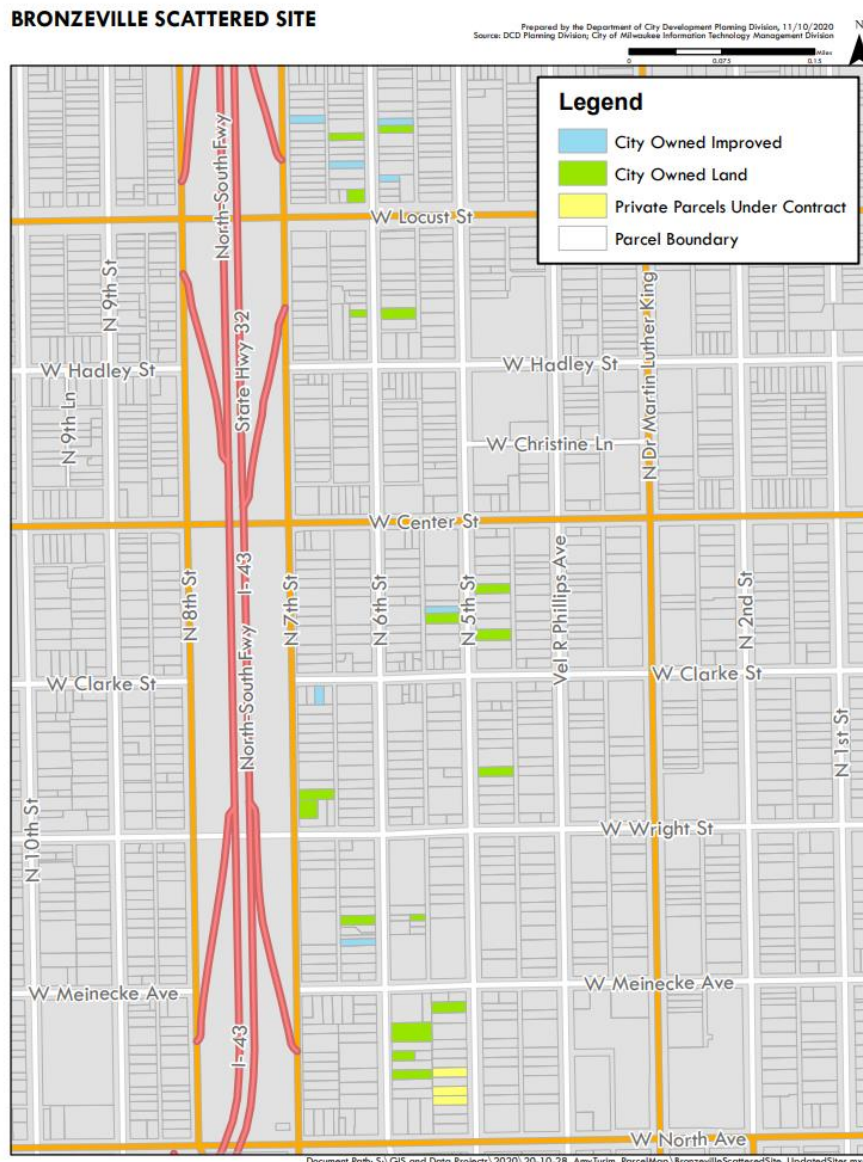 BRONZEVILLE SCATTERED SITE
Prepared by the Department of City Development Planning Division, 11/10/2020
Source: DCD Planning Division; City of Milwaukee Information Technology Management Division
N
Miles
0 0.075 0.15
Legend
City Owned Improved
City Owned Land
Private Parcels Under Contract
Parcel Boundary
North-South Fwy
W Locust St
N 9th St
State Hwy 32
N Dr Martin Luther King
W Hadley St
W Hadley St
N 9th Ln
W Christine Ln
W Center St
I-43
N 8th St
N 7th St
N 6th St
N 5th St
Vel R Phillips Ave
N 2nd St
W Clarke St
W Clarke St
North-South Fwy
N 1st St
N 10th St
W Wright St
W Meinecke Ave
W Meinecke Ave
I-43
W North Ave